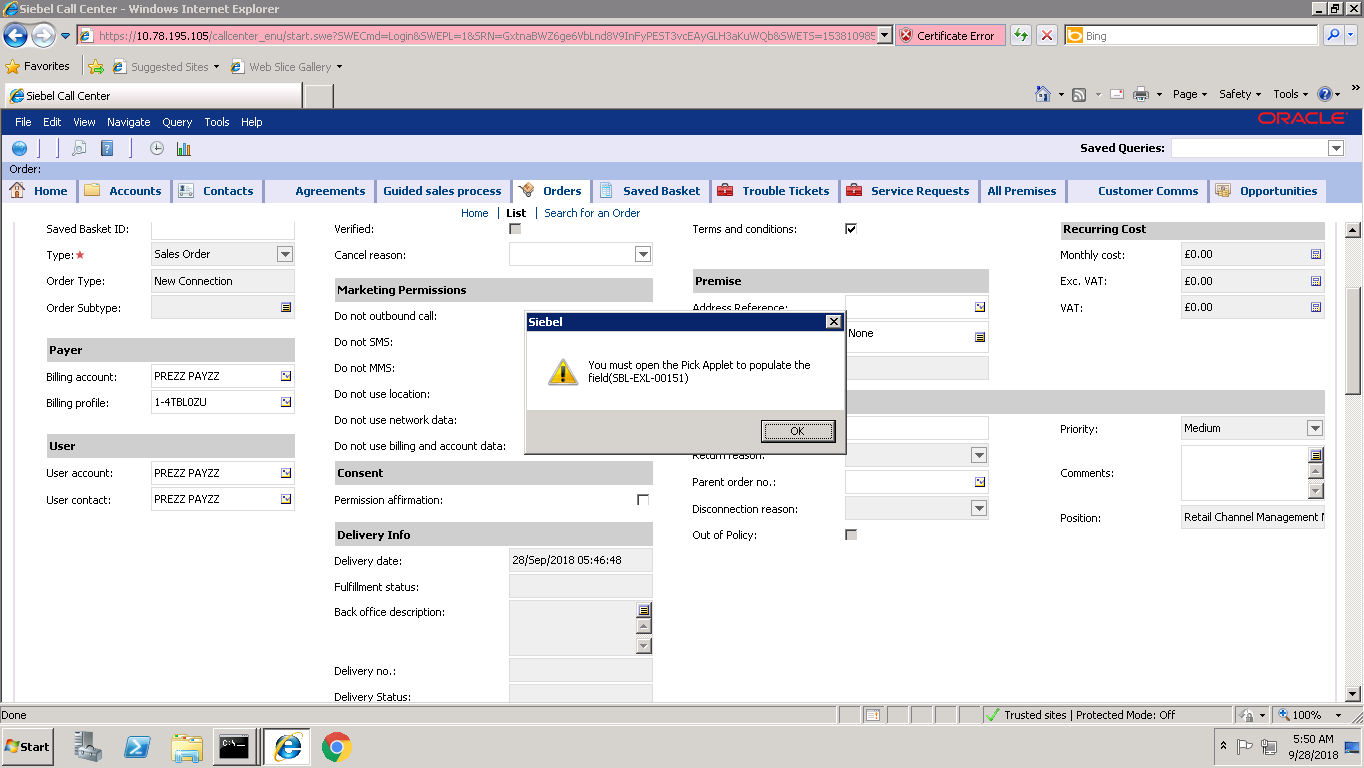 Siebel Call Center - Windows Internet Explorer
https://10.78.195.105/callcenter_enu/start.swe?SWECmd=Login&SWEPL=1&SRN=GxtnaBWZ6ge6VbLnd8V9InFyPEST3vcEAyGLH3aKuWQb&SWETS=153810985
Certificate Error
Bing
Favorites Suggested Sites Web Slice Gallery
Siebel Call Center
Page Safety Tools
File Edit View Navigate Query Tools Help
ORACLE
Saved Queries:
Order:
Home Accounts Contacts Agreements Guided sales process Orders Saved Basket Trouble Tickets Service Requests All Premises Customer Comms Opportunities
Home List Search for an Order
Saved Basket ID:
Type:★ Sales Order
Order Type: New Connection
Order Subtype:
Payer
Billing account: PREZZ PAYZZ
Billing profile: 1-4TBL0ZU
User
User account: PREZZ PAYZZ
User contact: PREZZ PAYZZ
Verified:
Cancel reason:
Marketing Permissions
Do not outbound call:
Do not SMS:
Do not MMS:
Do not use location:
Do not use network data:
Do not use billing and account data:
Consent
Permission affirmation:
Delivery Info
Delivery date: 28/Sep/2018 05:46:48
Fulfillment status:
Back office description:
Delivery no.:
Delivery Status:
Terms and conditions:
Premise
Address Reference:
None
Siebel
You must open the Pick Applet to populate the
field(SBL-EXL-00151)
OK
Return reason:
Parent order no.:
Disconnection reason:
Out of Policy:
Recurring Cost
Monthly cost: £0.00
Exc. VAT: £0.00
VAT: £0.00
Priority: Medium
Comments:
Position: Retail Channel Management
Done
Trusted sites | Protected Mode: Off
100%
Start
C:\.
5:50 AM
9/28/2018